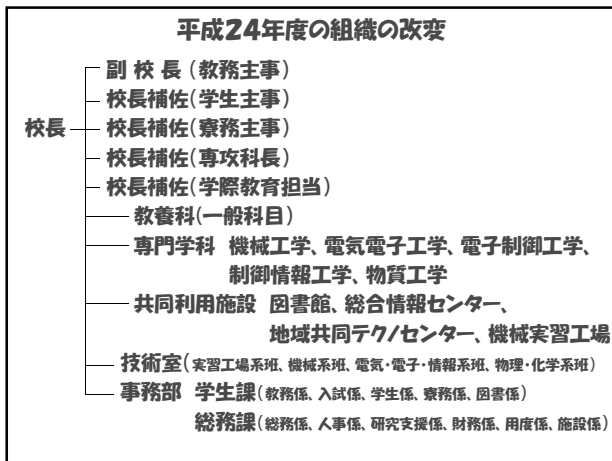 平成24年度の組織の改変
副 校 長 (教務主事)
校長補佐(学生主事)
校長 校長補佐(寮務主事)
校長補佐(専攻科長)
校長補佐(学際教育担当)
教養科(一般科目)
専門学科 機械工学、電気電子工学、電子制御工学、
制御情報工学、物質工学
共同利用施設 図書館、総合情報センター、
地域共同テクノセンター、機械実習工場
技術室(実習工場系班、機械系班、電気・電子・情報系班、物理・化学系班)
事務部 学生課(教務係、入試係、学生係、寮務係、図書係)
総務課(総務係、人事係、研究支援係、財務係、用度係、施設係)